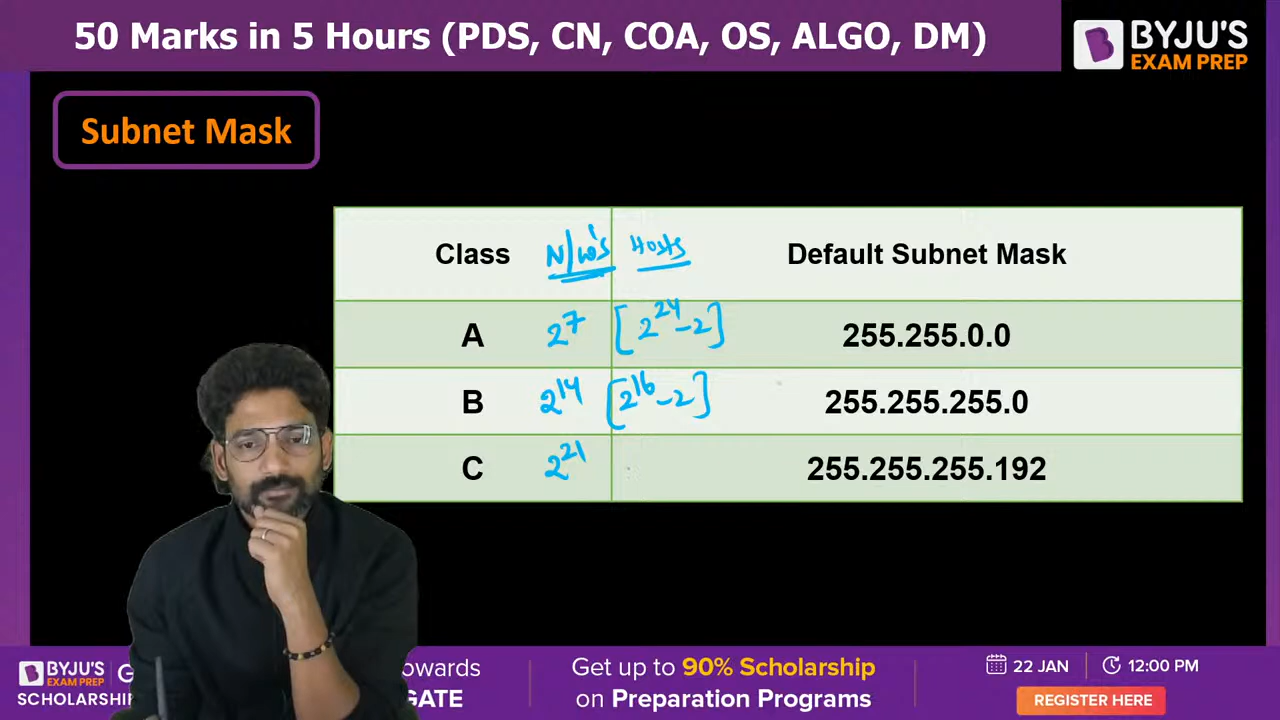 50 Marks in 5 Hours (PDS, CN, COA, OS, ALGO, DM)
BYJU'S
EXAM PREP
Subnet Mask
Class N/w's Hosts Default Subnet Mask
A 2^7 [2^24-2] 255.255.0.0
B 2^14 [2^16-2] 255.255.255.0
C 2^21 255.255.255.192
BYJU'S
EXAM PREP
SCHOLARSHIP
GATE
Get up to 90% Scholarship
on Preparation Programs
22 JAN
12:00 PM
REGISTER HERE